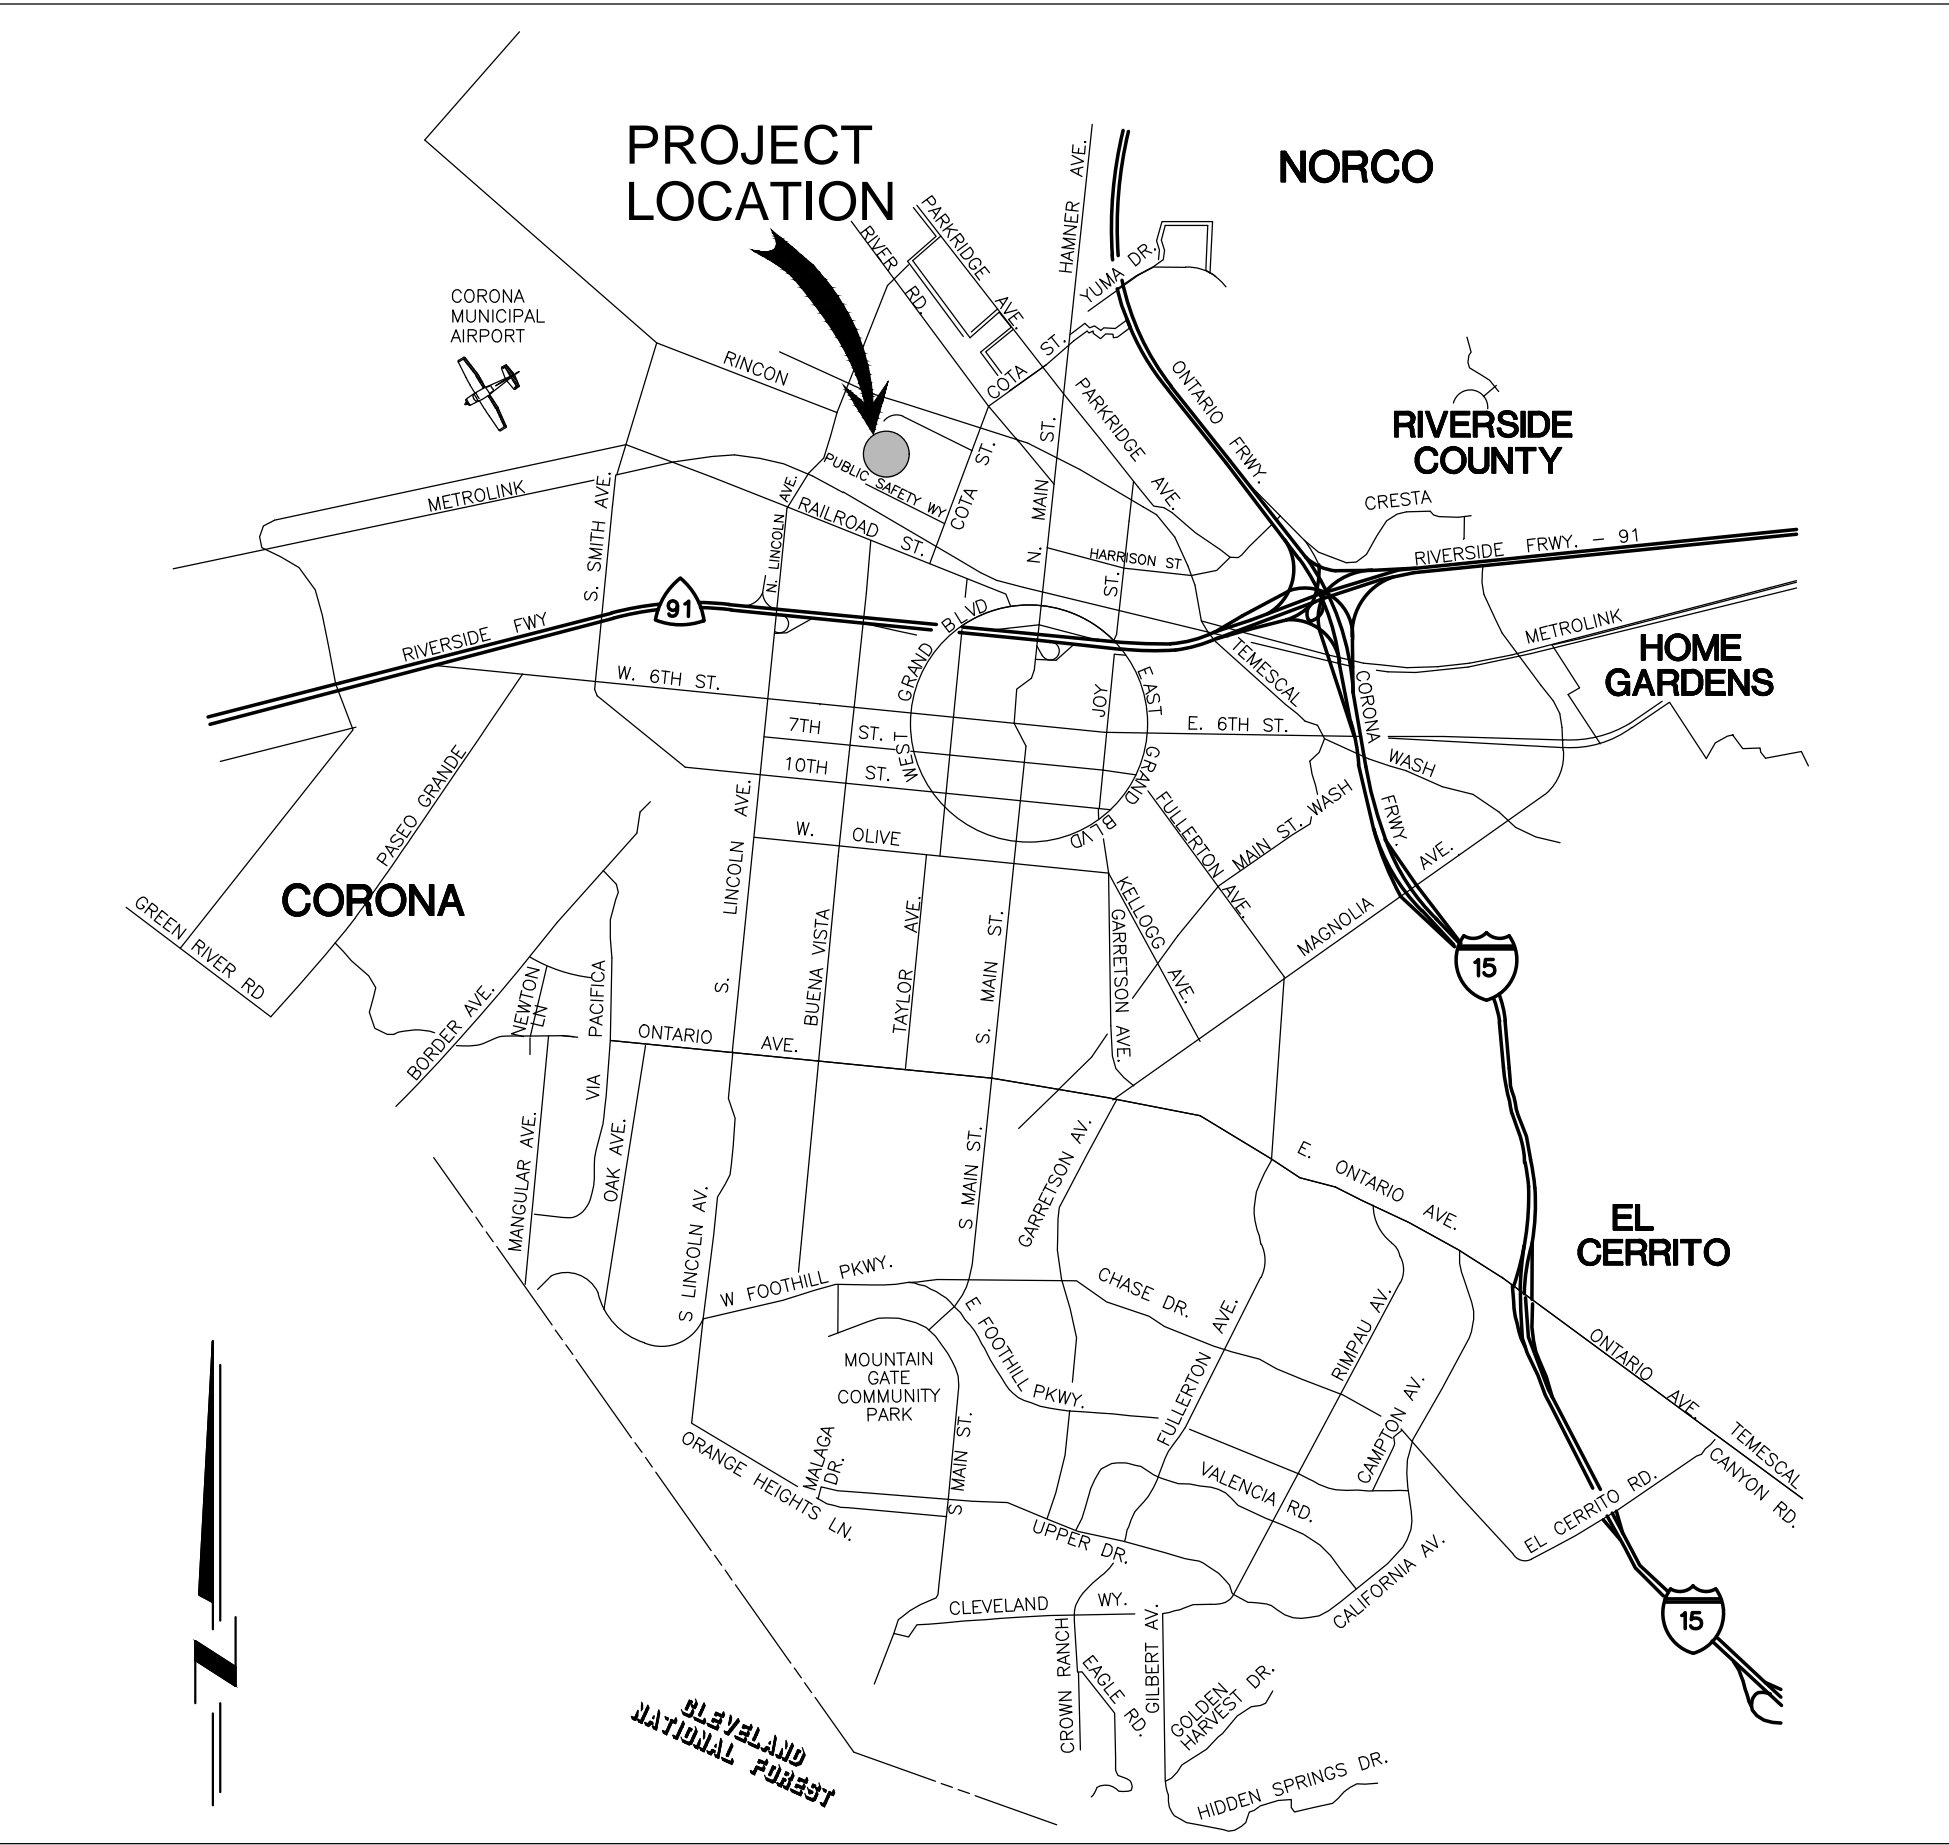 PROJECT
LOCATION
NORCO
HAMNER AVE.
PARKRIDGE AVE.
RIVER RD.
YUMA DR.
CORONA
MUNICIPAL
AIRPORT
RINCON
COTA ST.
PARKRIDGE AVE.
ONTARIO FRWY.
RIVERSIDE
COUNTY
CRESTA
METROLINK
S. SMITH AVE.
PUBLIC SAFETY WY
COTA ST.
N. MAIN ST.
N. LINCOLN AVE.
RAILROAD ST.
HARRISON ST
RIVERSIDE FRWY. - 91
91
RIVERSIDE FWY
METROLINK
HOME
GARDENS
WEST GRAND BLVD
EAST GRAND BLVD
JOY ST.
TEMESCAL WASH
CORONA FRWY.
W. 6TH ST.
E. 6TH ST.
7TH ST.
10TH ST.
PASEO GRANDE
W. OLIVE
FULLERTON AVE.
MAIN ST. WASH
MAGNOLIA AVE.
CORONA
GREEN RIVER RD
S. LINCOLN AVE.
BUENA VISTA
TAYLOR AVE.
S. MAIN ST.
KELLOGG AVE.
GARRETSON AVE.
15
BORDER AVE.
NEWTON
LN
VIA PACIFICA
ONTARIO AVE.
MANGULAR AVE.
OAK AVE.
S LINCOLN AV.
S MAIN ST.
GARRETSON AV.
E. ONTARIO AVE.
EL
CERRITO
W FOOTHILL PKWY.
E FOOTHILL PKWY.
CHASE DR.
FULLERTON AVE.
RIMPAU AV.
CAMPTON AV.
ONTARIO AVE.
MOUNTAIN
GATE
COMMUNITY
PARK
MALAGA
DR.
ORANGE HEIGHTS LN.
S MAIN ST.
VALENCIA RD.
UPPER DR.
CALIFORNIA AV.
EL CERRITO RD.
TEMESCAL
CANYON RD.
CLEVELAND WY.
15
CROWN RANCH
EAGLE RD.
GILBERT AV.
GOLDEN
HARVEST DR.
HIDDEN SPRINGS DR.
CLEVELAND
NATIONAL FOREST
N